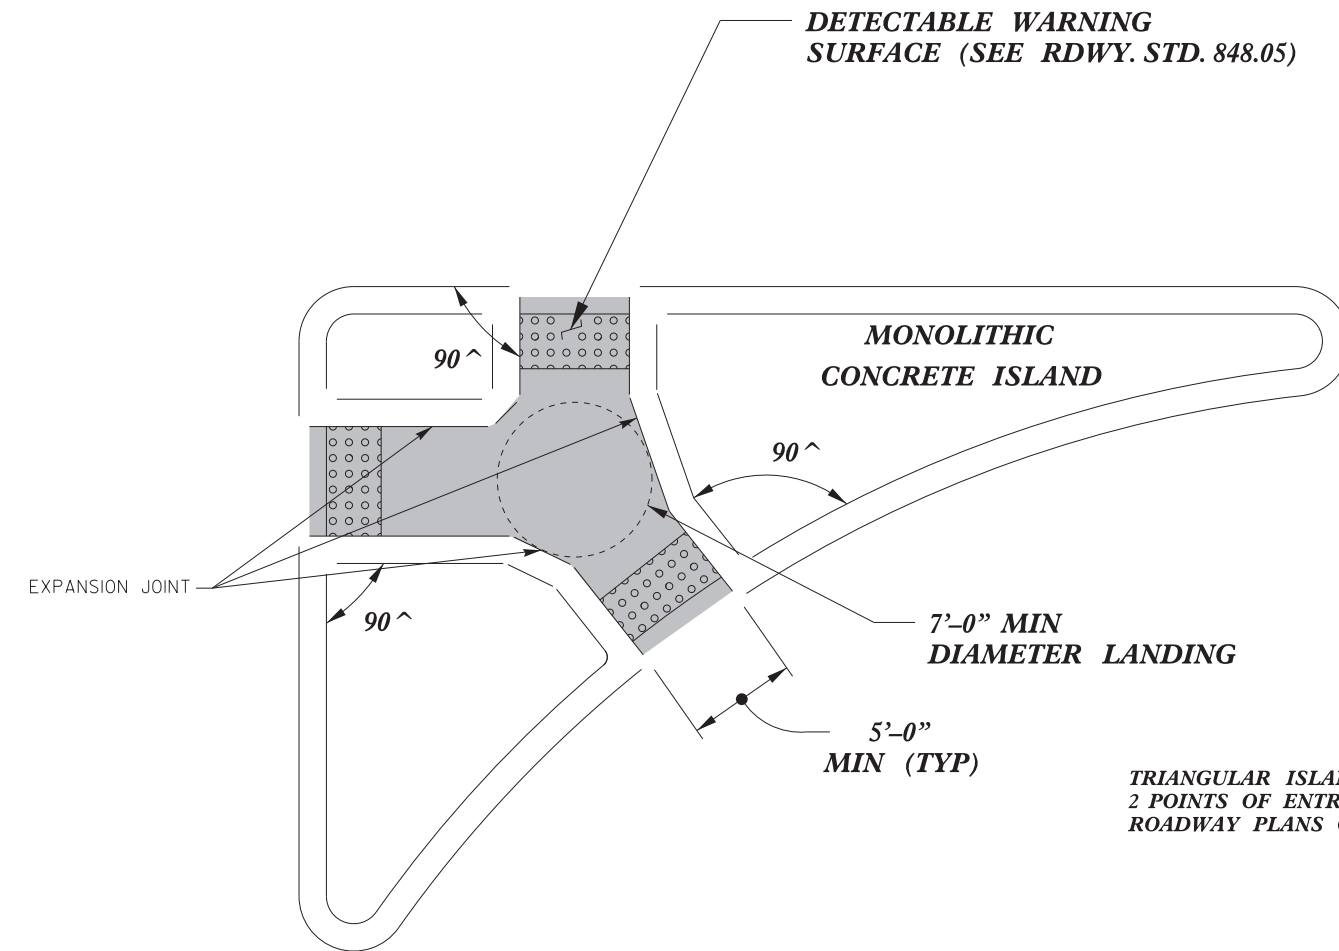 DETECTABLE WARNING
SURFACE (SEE RDWY. STD. 848.05)
MONOLITHIC
CONCRETE ISLAND
90^
90^
EXPANSION JOINT
90^
7’–0” MIN
DIAMETER LANDING
5’–0”
MIN (TYP)
TRIANGULAR
2 POINTS OF
ROADWAY PLANS